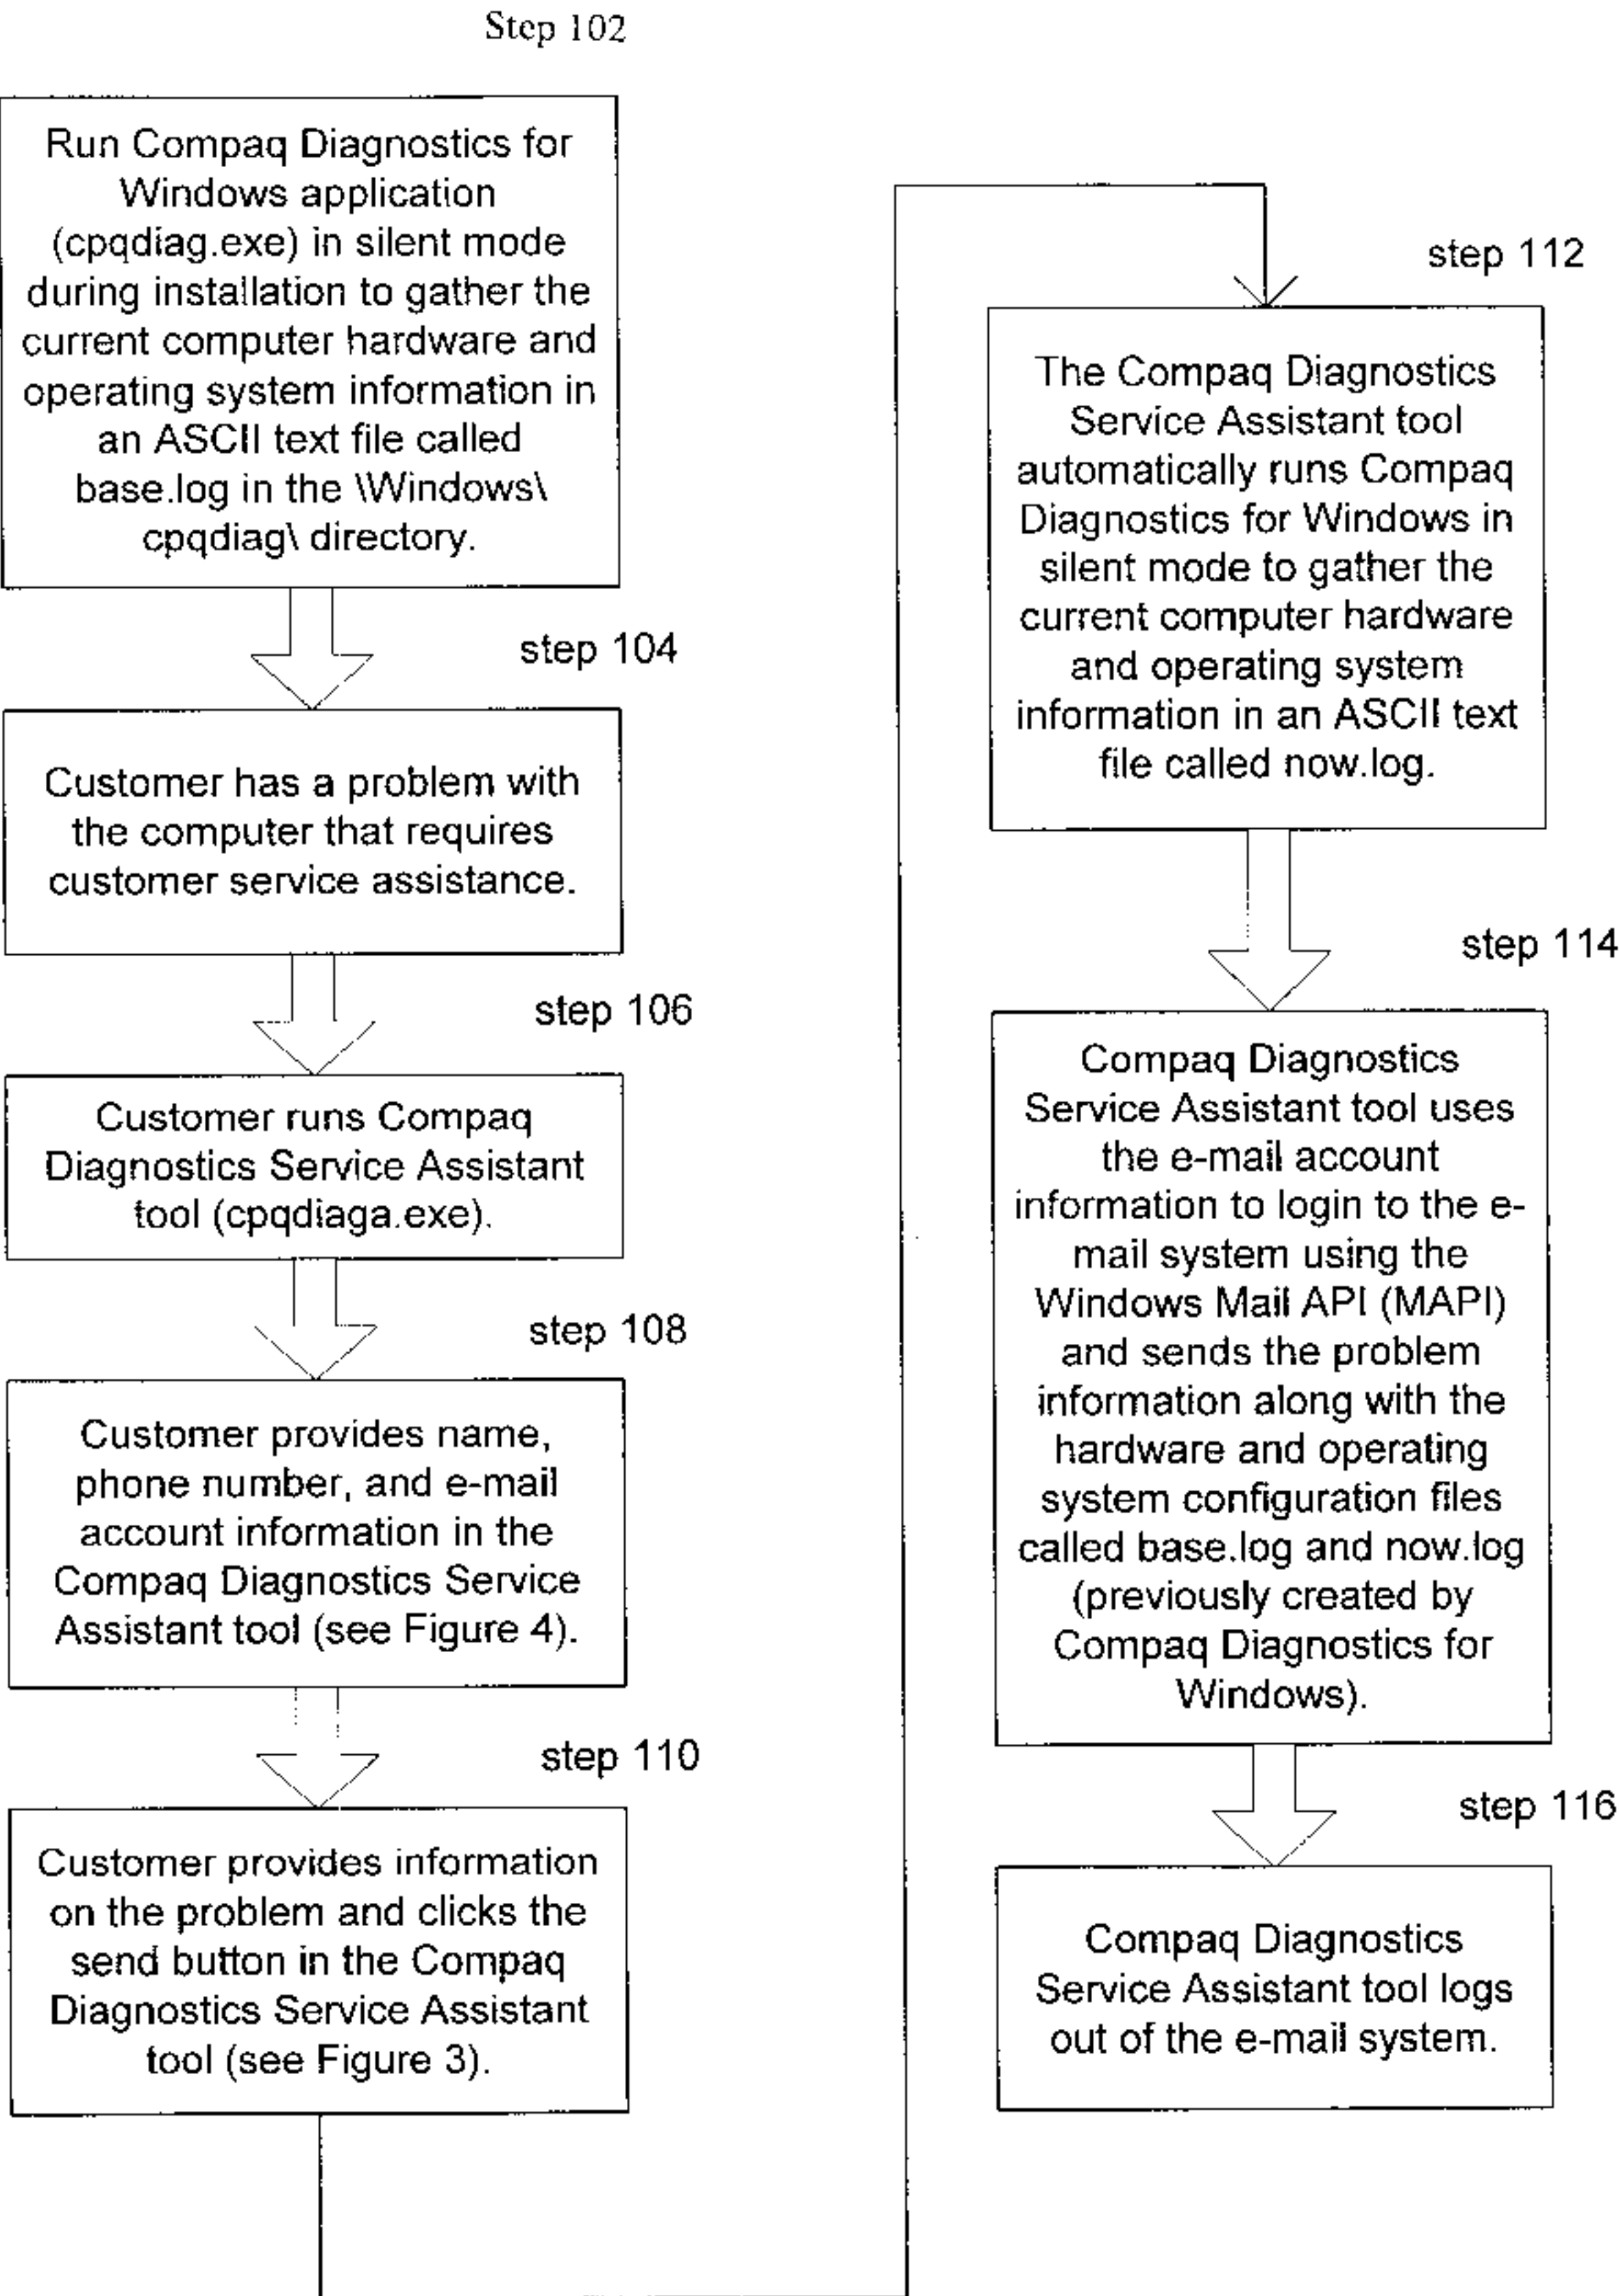 Step 102
Run Compaq Diagnostics for
Windows application
(cpqdiag.exe) in silent mode
during installation to gather the
current computer hardware and
operating system information in
an ASCII text file called
base.log in the \Windows\
cpqdiag\ directory.
step 104
Customer has a problem with
the computer that requires
customer service assistance.
step 106
Customer runs Compaq
Diagnostics Service Assistant
tool (cpqdiaga.exe).
step 108
Customer provides name,
phone number, and e-mail
account information in the
Compaq Diagnostics Service
Assistant tool (see Figure 4).
step 110
Customer provides information
on the problem and clicks the
send button in the Compaq
Diagnostics Service Assistant
tool (see Figure 3).
step 112
The Compaq Diagnostics
Service Assistant tool
automatically runs Compaq
Diagnostics for Windows in
silent mode to gather the
current computer hardware
and operating system
information in an ASCII text
file called now.log.
step 114
Compaq Diagnostics
Service Assistant tool uses
the e-mail account
information to login to the e-
mail system using the
Windows Mail API (MAPI)
and sends the problem
information along with the
hardware and operating
system configuration files
called base.log and now.log
(previously created by
Compaq Diagnostics for
Windows).
step 116
Compaq Diagnostics
Service Assistant tool logs
out of the e-mail system.